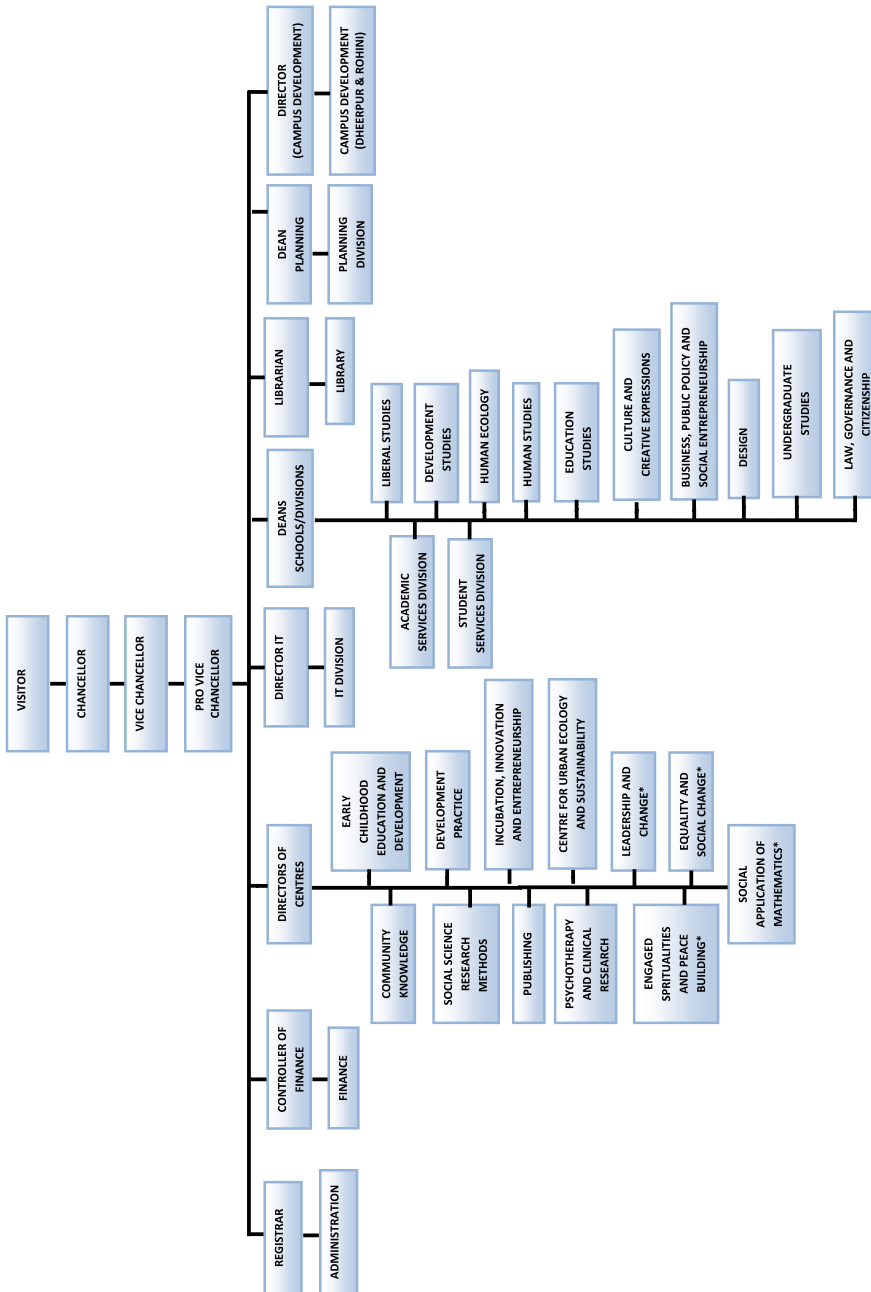 VISITOR
CHANCELLOR
VICE CHANCELLOR
PRO VICE
CHANCELLOR
REGISTRAR
ADMINISTRATION
CONTROLLER OF
FINANCE
FINANCE
DIRECTORS OF
CENTRES
EARLY
CHILDHOOD
EDUCATION AND
DEVELOPMENT
COMMUNITY
KNOWLEDGE
DEVELOPMENT
PRACTICE
SOCIAL SCIENCE
RESEARCH
METHODS
INCUBATION, INNOVATION
AND ENTREPRENEURSHIP
PUBLISHING
CENTRE FOR URBAN ECOLOGY
AND SUSTAINABILITY
PSYCHOTHERAPY
AND CLINICAL
RESEARCH
LEADERSHIP AND
CHANGE*
ENGAGED
SPRITUALITIES
AND PEACE
BUILDING*
EQUALITY AND
SOCIAL CHANGE*
SOCIAL
APPLICATION OF
MATHEMATICS*
DIRECTOR IT
IT DIVISION
DEANS
SCHOOLS/DIVISIONS
LIBERAL STUDIES
ACADEMIC
SERVICES DIVISION
DEVELOPMENT
STUDIES
STUDENT
SERVICES DIVISION
HUMAN ECOLOGY
HUMAN STUDIES
EDUCATION
STUDIES
CULTURE AND
CREATIVE EXPRESSIONS
BUSINESS, PUBLIC POLICY AND
SOCIAL ENTREPRENEURSHIP
DESIGN
UNDERGRADUATE
STUDIES
LAW, GOVERNANCE AND
CITIZENSHIP
LIBRARIAN
LIBRARY
DEAN
PLANNING
PLANNING
DIVISION
DIRECTOR
(CAMPUS DEVELOPMENT)
CAMPUS DEVELOPMENT
(DHEERPUR & ROHINI)